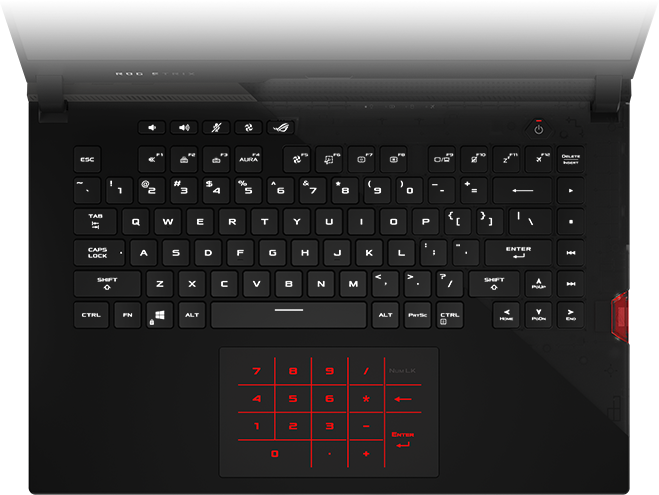 ROG STRIX
ESC F1 F2 F3 F4 AURA F5 F6 F7 F8 F9 F10 F11 z F12 DELETE INSERT
~ ` ! 1 @ 2 # 3 $ 4 % 5 ^ 6 & 7 * 8 ( 9 ) 0 _ - + =
TAB Q W E R T Y U I O P { [ } ] | \
CAPS LOCK A S D F G H J K L : ; " ' ENTER
SHIFT Z X C V B N M < , > . ? / SHIFT PGUP
CTRL FN ALT ALT PRTSC CTRL HOME PGDN END
7 8 9 / NUM LK
4 5 6 *
1 2 3 - ENTER
0 . +